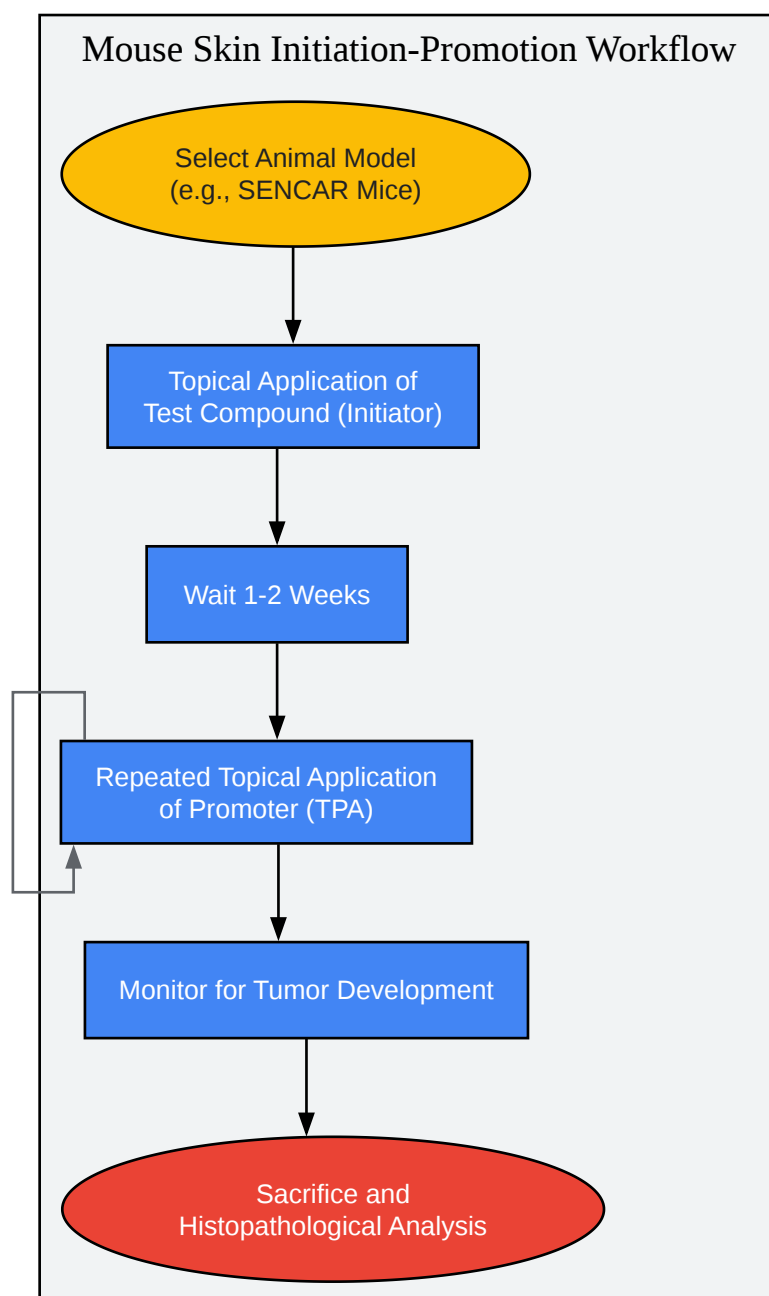 Mouse Skin Initiation-Promotion Workflow
Select Animal Model
(e.g., SENCAR Mice)
Topical Application of
Test Compound (Initiator)
Wait 1-2 Weeks
Repeated Topical Application
of Promoter (TPA)
Monitor for Tumor Development
Sacrifice and
Histopathological Analysis